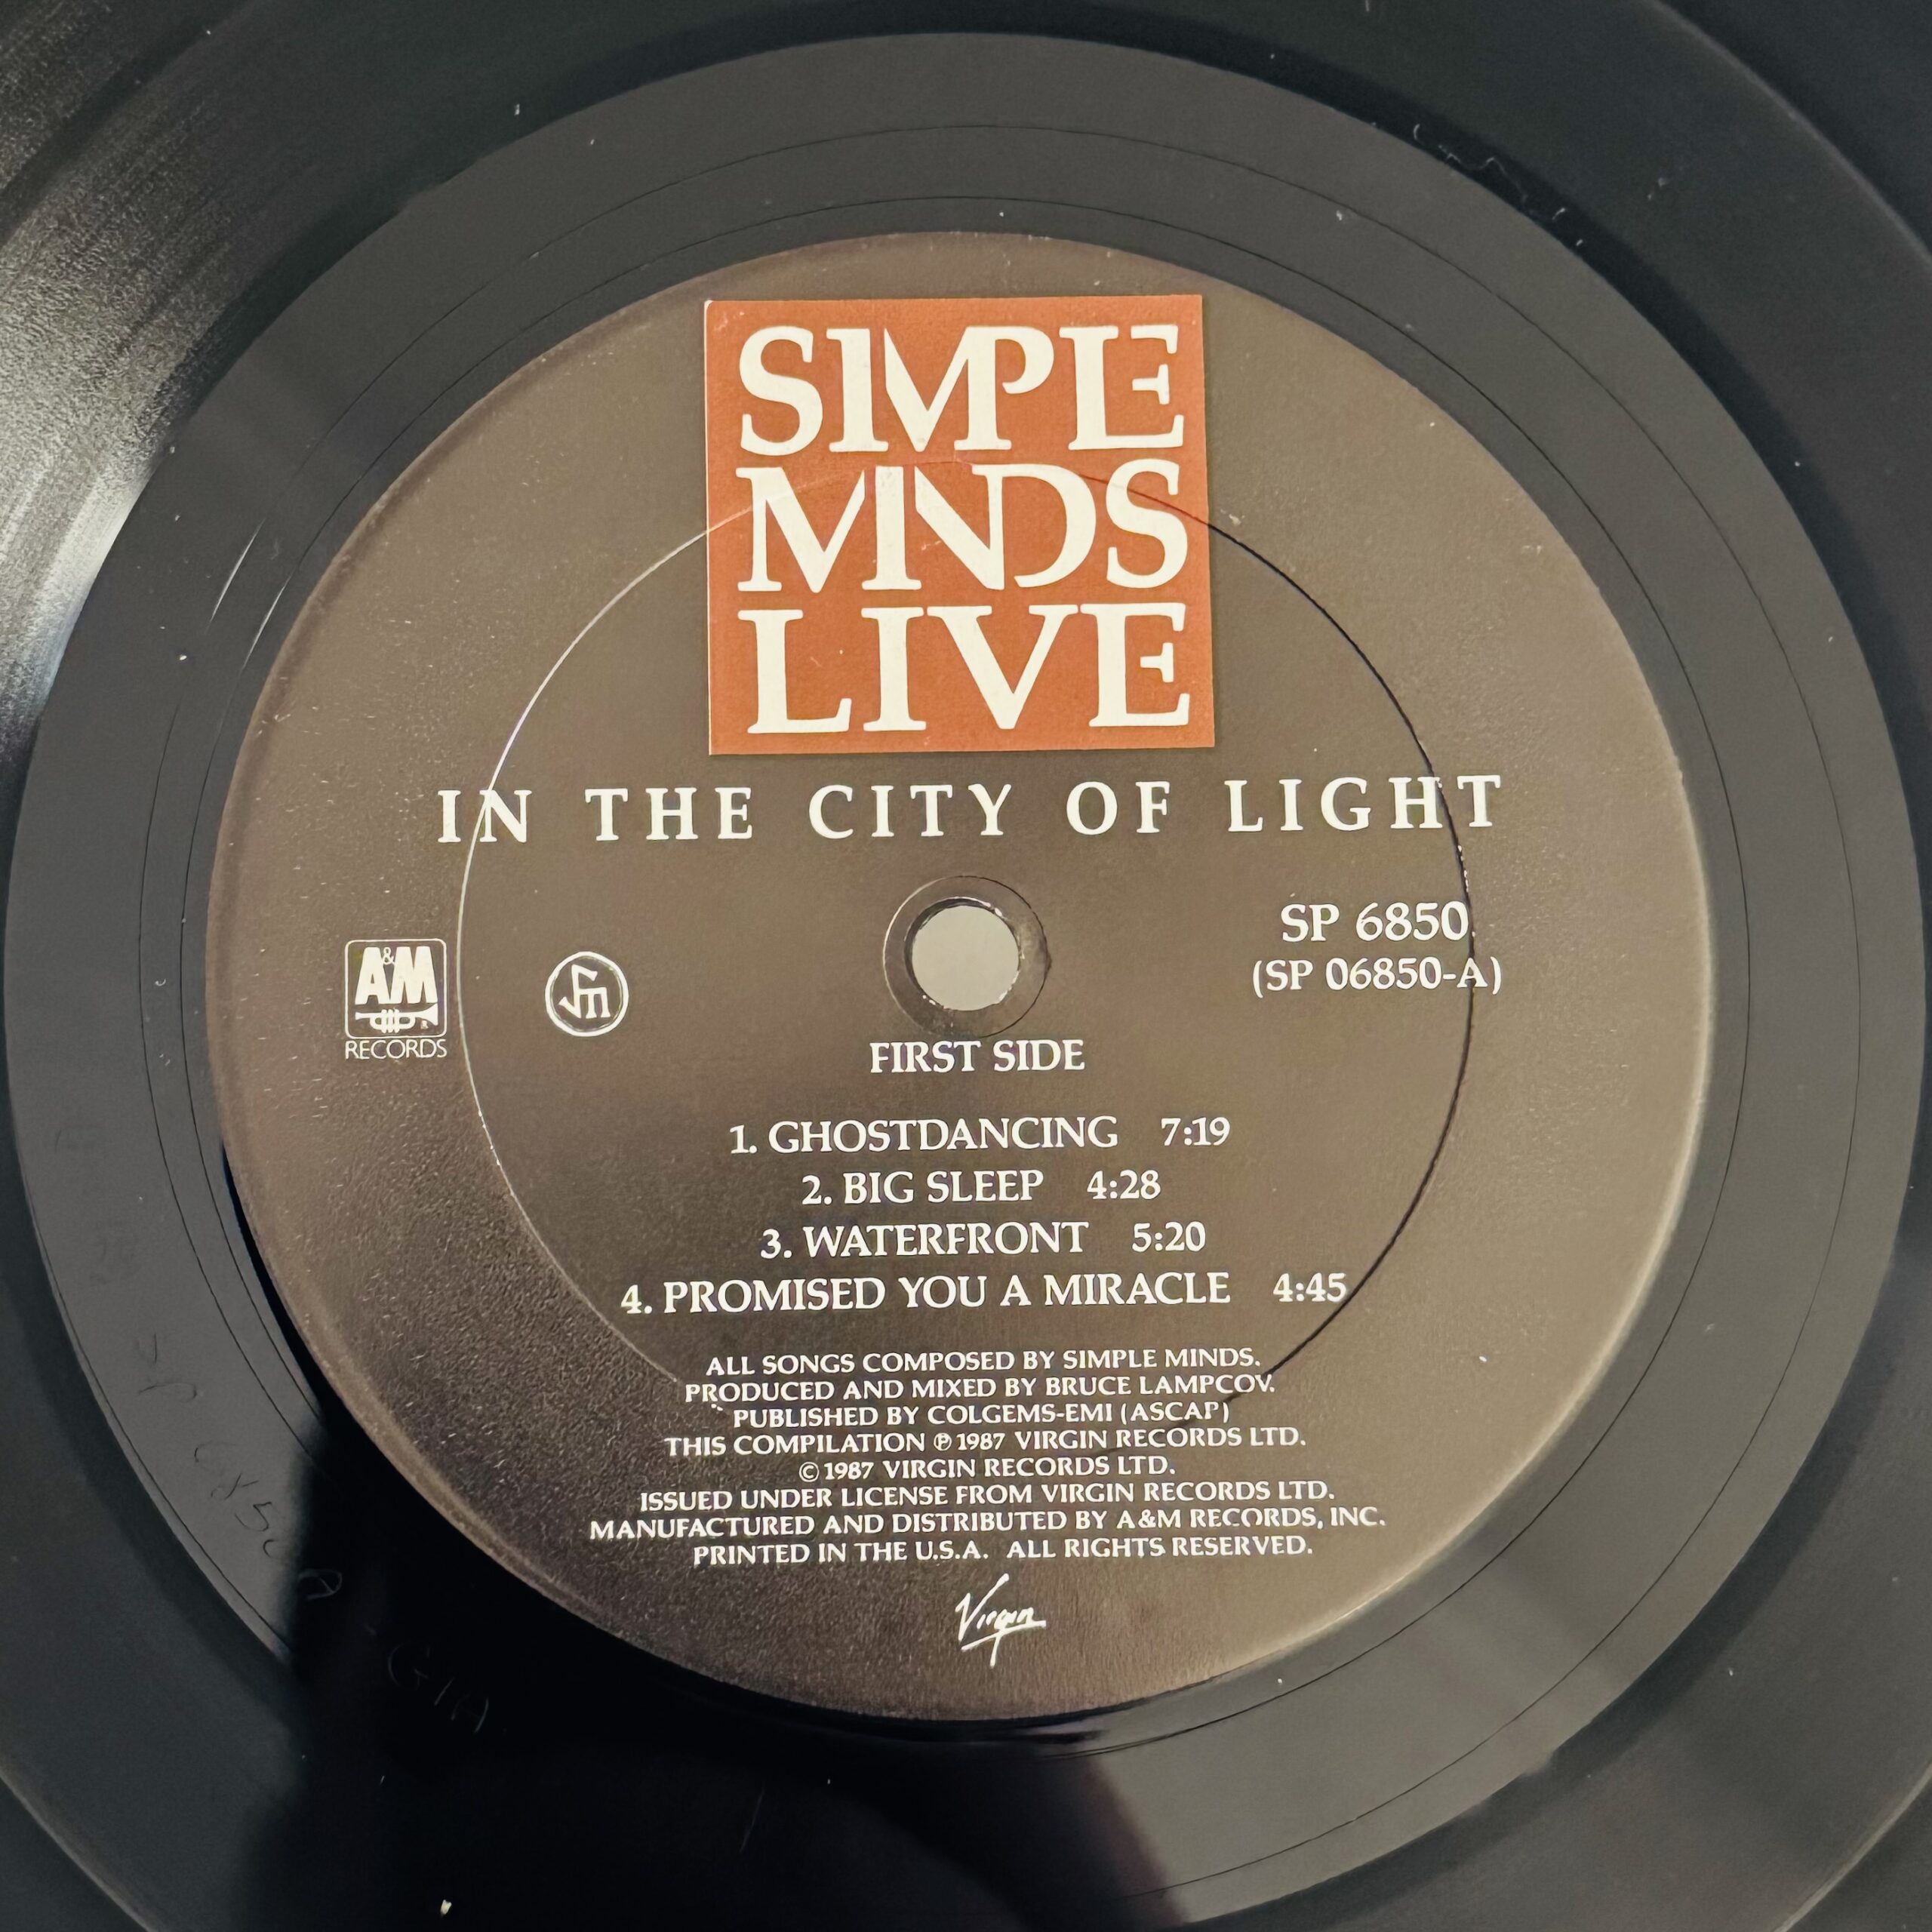 SIMPLE
MINDS
LIVE
IN THE CITY OF LIGHT
SP 6850
(SP 06850-A)
A&M
RECORDS
FIRST SIDE
1. GHOSTDANCING 7:19
2. BIG SLEEP 4:28
3. WATERFRONT 5:20
4. PROMISED YOU A MIRACLE 4:45
ALL SONGS COMPOSED BY SIMPLE MINDS.
PRODUCED AND MIXED BY BRUCE LAMPCOV.
PUBLISHED BY COLGEMS-EMI (ASCAP)
THIS COMPILATION ℗ 1987 VIRGIN RECORDS LTD.
© 1987 VIRGIN RECORDS LTD.
ISSUED UNDER LICENSE FROM VIRGIN RECORDS LTD.
MANUFACTURED AND DISTRIBUTED BY A&M RECORDS, INC.
PRINTED IN THE U.S.A. ALL RIGHTS RESERVED.
Virgin